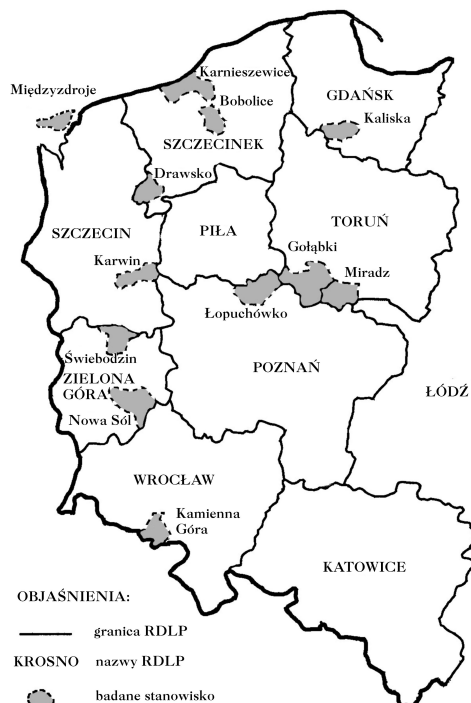 Karnieszewice
Międzyzdroje
GDAŃSK
Bobolice
Kaliska
SZCZECINEK
Drawsko
TORUŃ
SZCZECIN
PIŁA
Gołąbki
Karwin
Miradz
Łopuchówko
Świebodzin
POZNAŃ
ZIELONA
GÓRA
ŁÓDŹ
Nowa Sól
WROCŁAW
Kamienna
Góra
KATOWICE
OBJAŚNIENIA:
granica RDLP
KROSNO nazwy RDLP
badane stanowisko